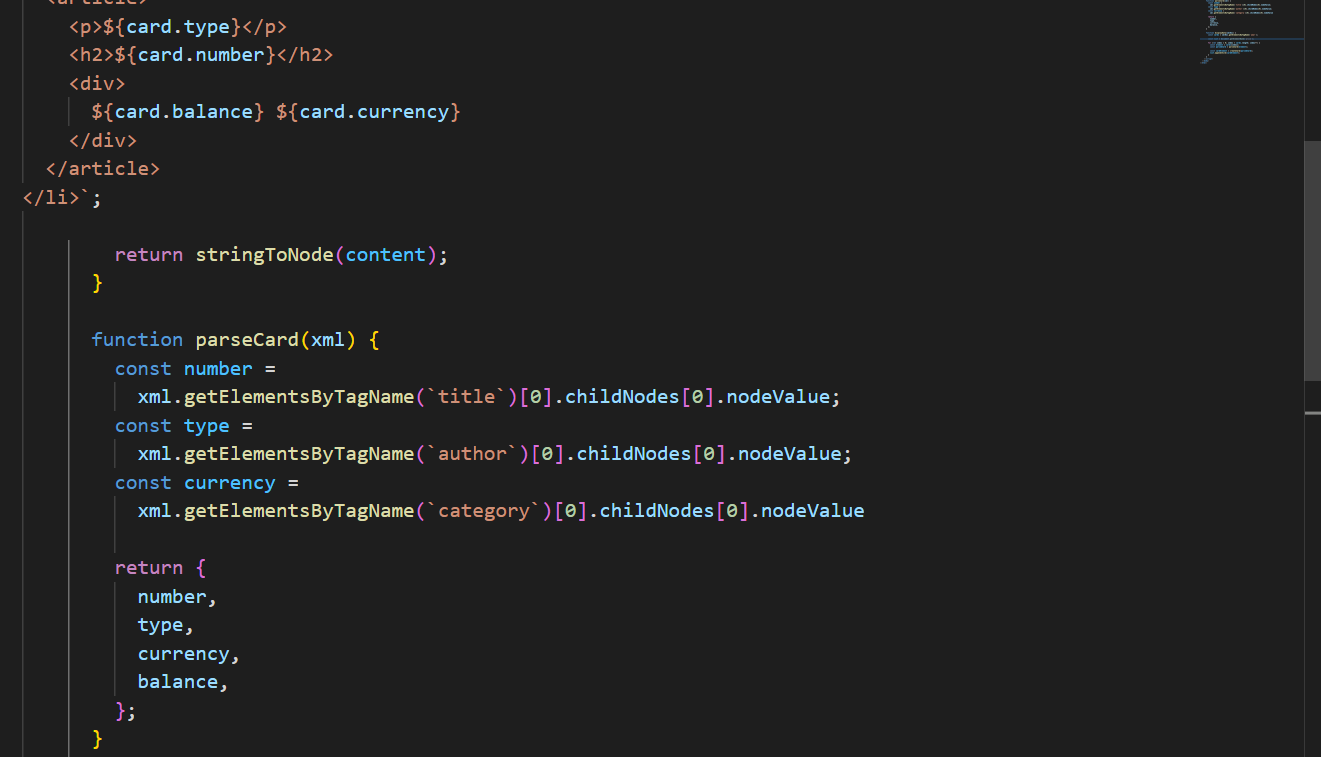 <article>
<p>${card.type}</p>
<h2>${card.number}</h2>
<div>
${card.balance} ${card.currency}
</div>
</article>
</li>`;
return stringToNode(content);
}
function parseCard(xml) {
const number =
xml.getElementsByTagName(`title`)[0].childNodes[0].nodeValue;
const type =
xml.getElementsByTagName(`author`)[0].childNodes[0].nodeValue;
const currency =
xml.getElementsByTagName(`category`)[0].childNodes[0].nodeValue
return {
number,
type,
currency,
balance,
};
}